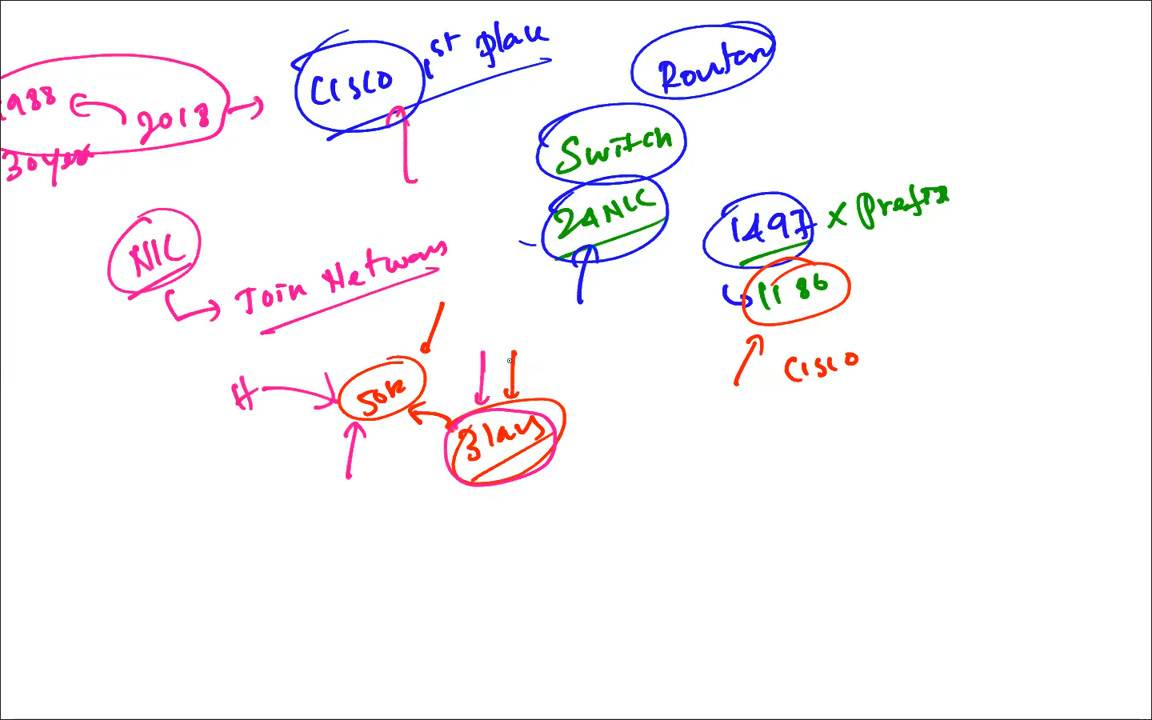 CISCO 1st place
Router
1988 2018
30 year
Switch
24 NIC
1497 x Prefix
1186
Cisco
NIC
Join Network
H
50k
3 lacs